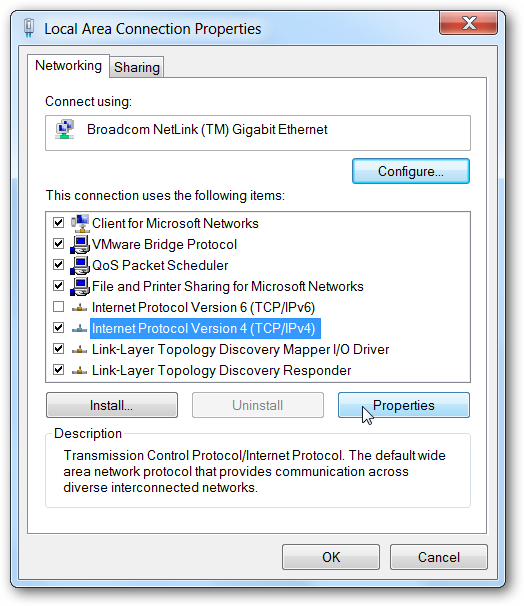 Local Area Connection Properties
Networking
Sharing
Connect using:
Broadcom NetLink (TM) Gigabit Ethernet
Configure...
This connection uses the following items:
Client for Microsoft Networks
VMware Bridge Protocol
QoS Packet Scheduler
File and Printer Sharing for Microsoft Networks
Internet Protocol Version 6 (TCP/IPv6)
Internet Protocol Version 4 (TCP/IPv4)
Link-Layer Topology Discovery Mapper I/O Driver
Link-Layer Topology Discovery Responder
Install...
Uninstall
Properties
Description
Transmission Control Protocol/Internet Protocol. The default wide
area network protocol that provides communication across
diverse interconnected networks.
OK
Cancel